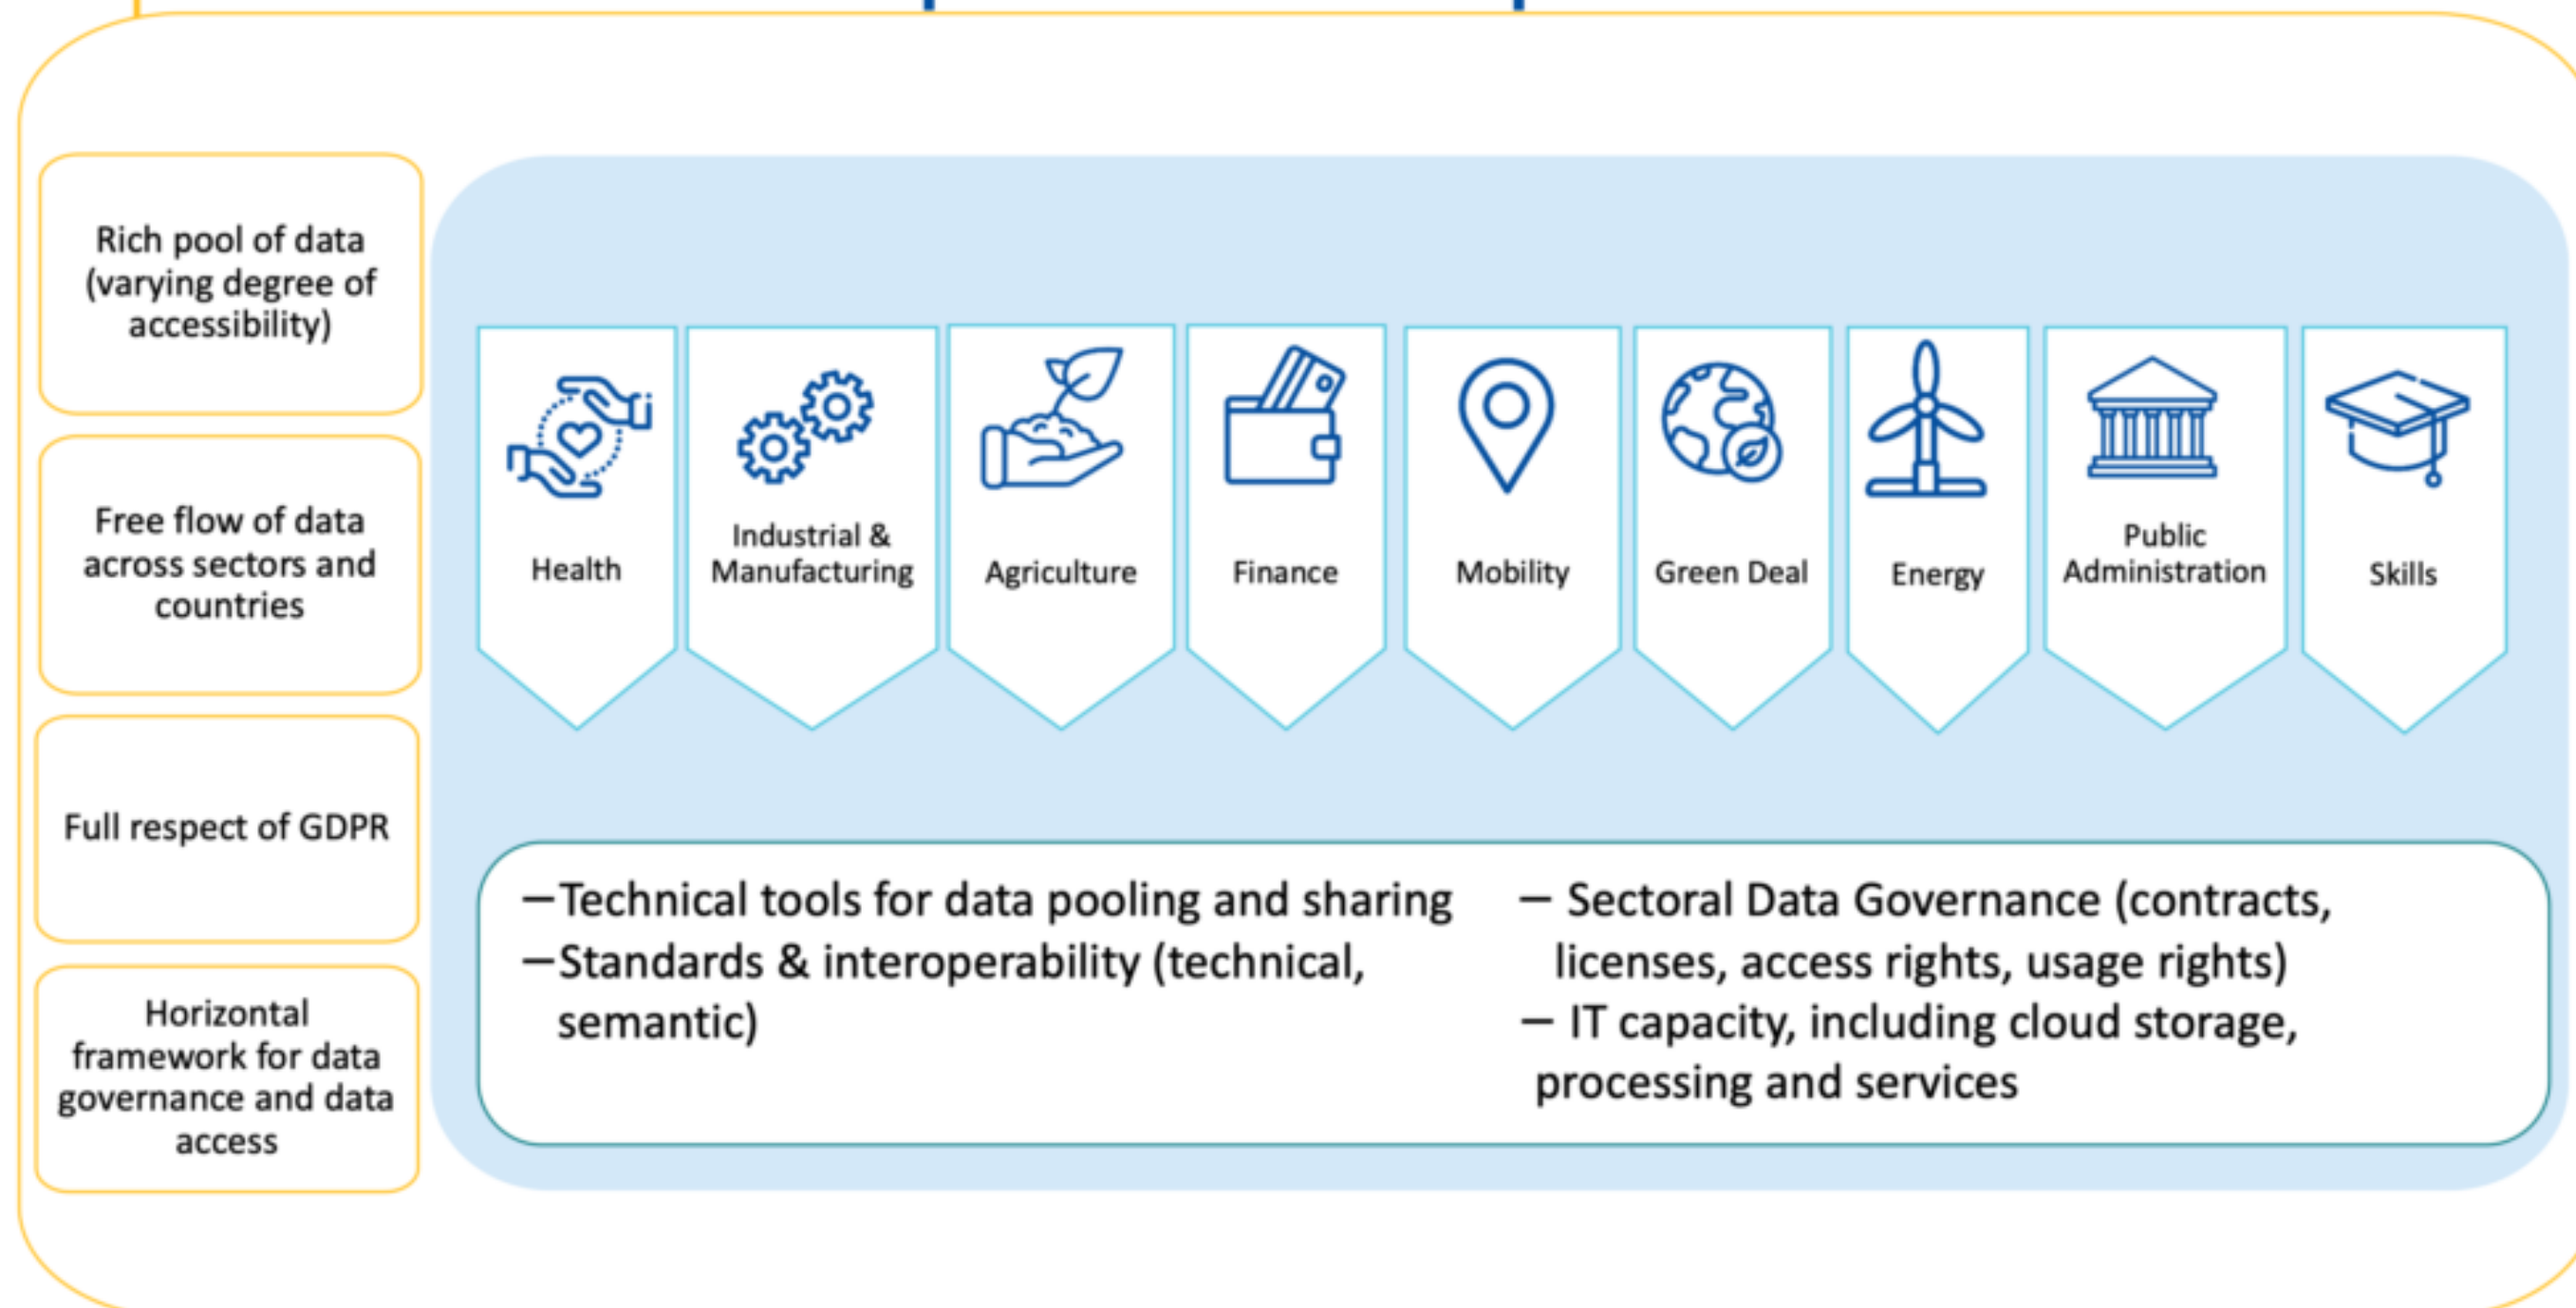 Rich pool of data
(varying degree of
accessibility)
Free flow of data
across sectors and
countries
Full respect of GDPR
Horizontal
framework for data
governance and data
access
Health
Industrial &
Manufacturing
Agriculture
Finance
Mobility
Green Deal
Energy
Public
Administration
Skills
–Technical tools for data pooling and sharing
–Standards & interoperability (technical,
semantic)
– Sectoral Data Governance (contracts,
licenses, access rights, usage rights)
– IT capacity, including cloud storage,
processing and services